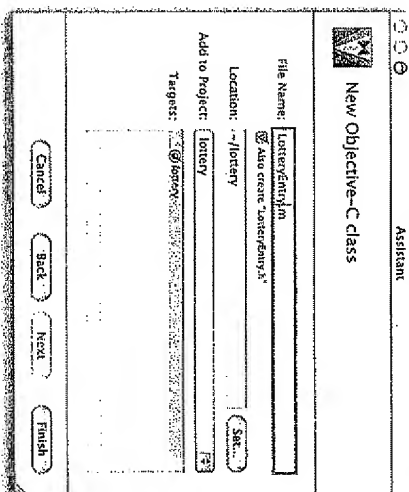 Assistant
New Objective-C class
File Name: LotteryEntry.m
Also create "LotteryEntry.h"
Location: ~/lottery Set...
Add to Project: lottery
Targets: lottery
Cancel Back Next Finish